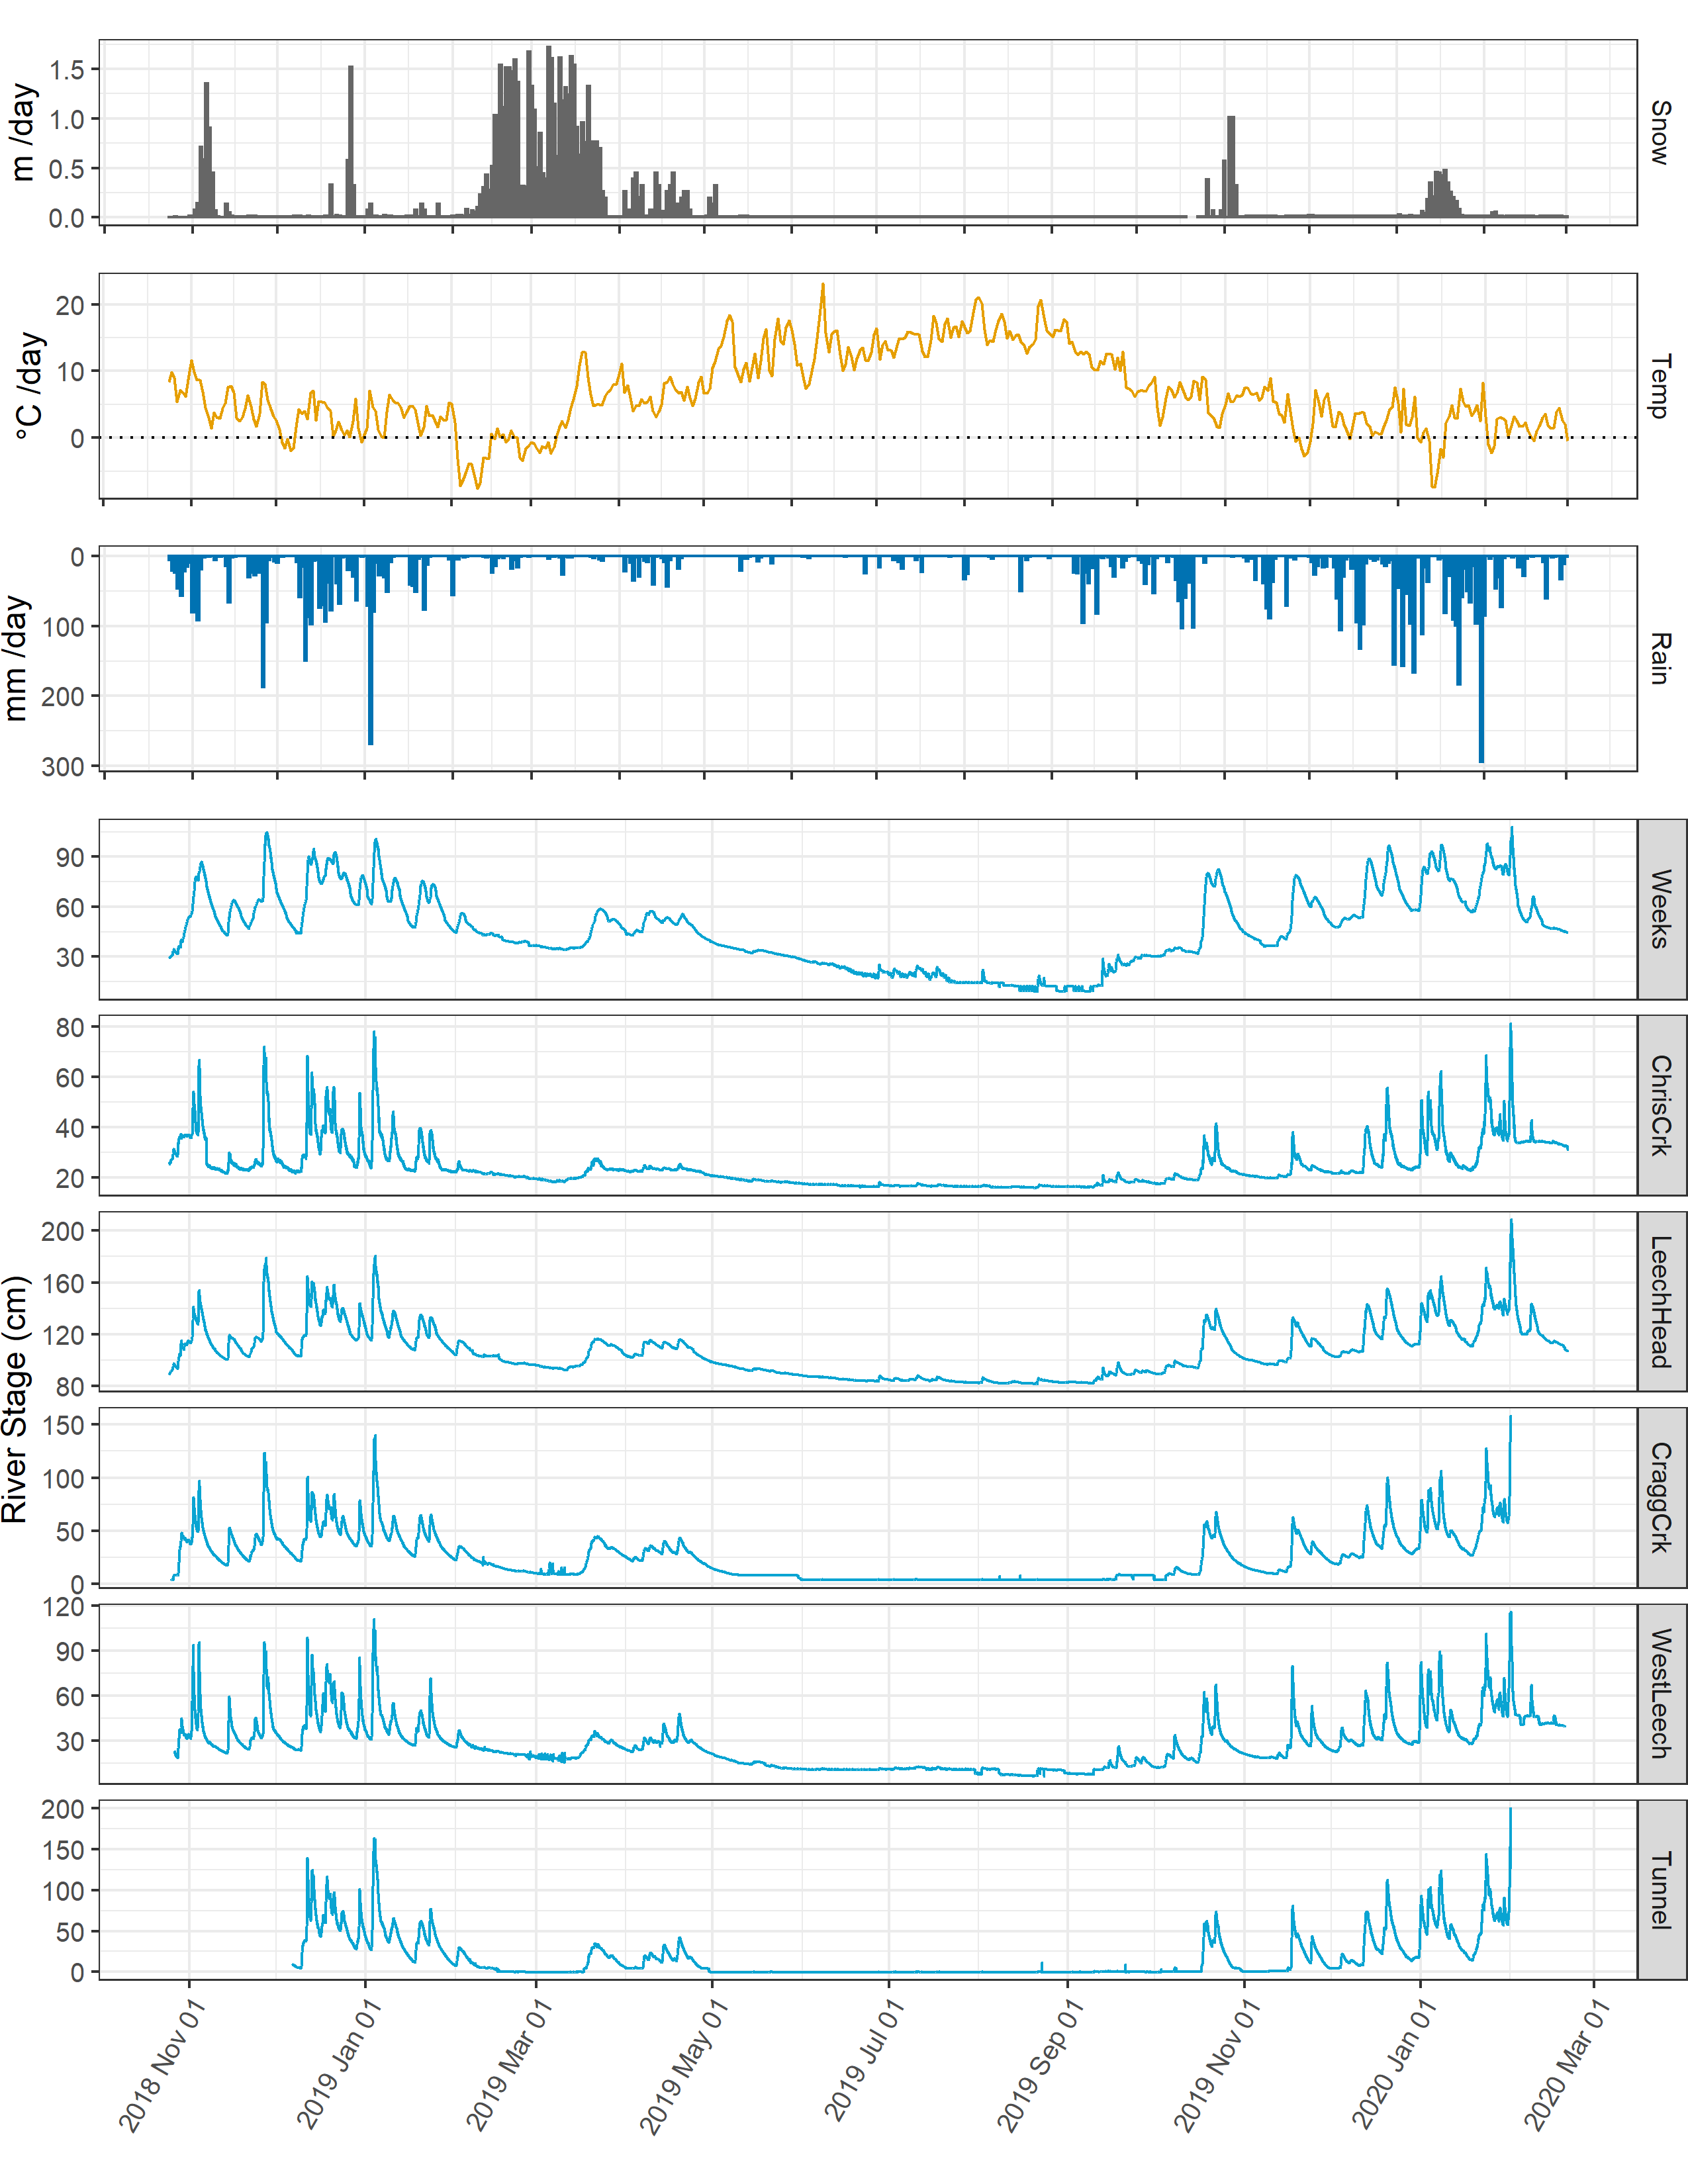 1.5
1.0
0.5
0.0
m /day
Snow
20
10
0
°C /day
Temp
0
100
200
300
mm /day
Rain
90
60
30
Weeks
80
60
40
20
ChrisCrk
200
160
120
80
LeechHead
River Stage (cm)
150
100
50
0
CraggCrk
120
90
60
30
WestLeech
200
150
100
50
0
Tunnel
2018 Nov 01
2019 Jan 01
2019 Mar 01
2019 May 01
2019 Jul 01
2019 Sep 01
2019 Nov 01
2020 Jan 01
2020 Mar 01